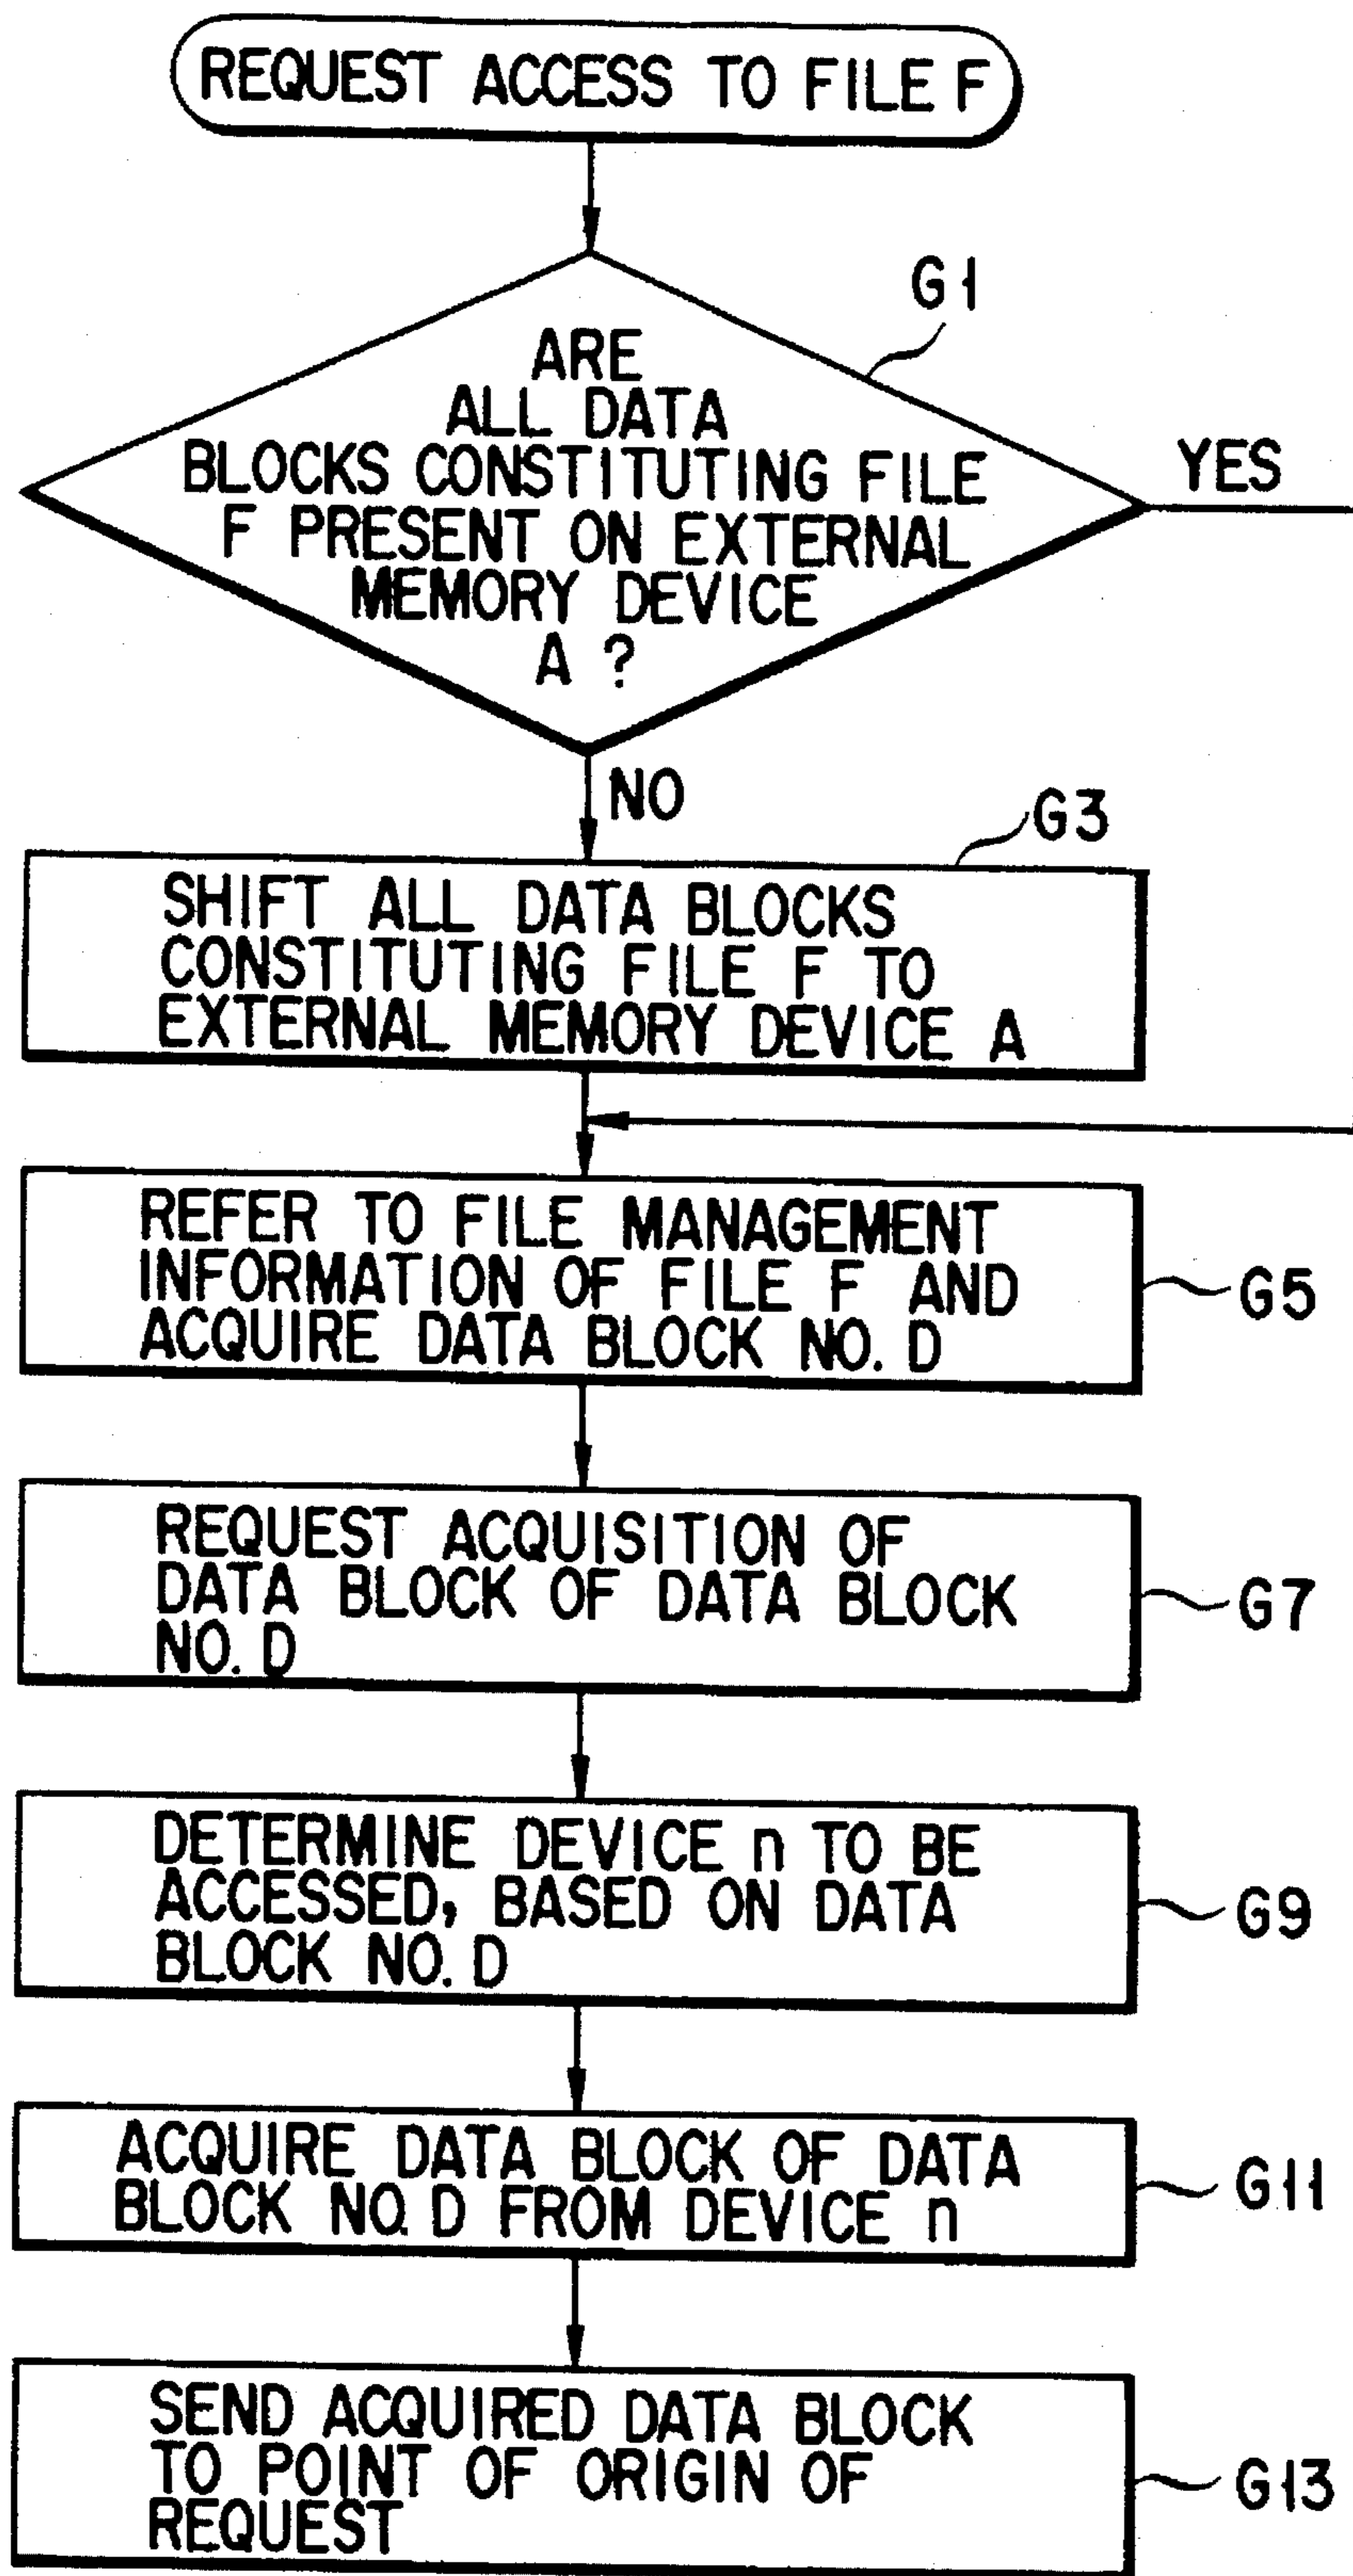 REQUEST ACCESS TO FILE F
G1
ARE
ALL DATA
BLOCKS CONSTITUTING FILE
F PRESENT ON EXTERNAL
MEMORY DEVICE
A ?
YES
NO
G3
SHIFT ALL DATA BLOCKS
CONSTITUTING FILE F TO
EXTERNAL MEMORY DEVICE A
REFER TO FILE MANAGEMENT
INFORMATION OF FILE F AND
ACQUIRE DATA BLOCK NO. D
G5
REQUEST ACQUISITION OF
DATA BLOCK OF DATA BLOCK
NO. D
G7
DETERMINE DEVICE n TO BE
ACCESSED, BASED ON DATA
BLOCK NO. D
G9
ACQUIRE DATA BLOCK OF DATA
BLOCK NO. D FROM DEVICE n
G11
SEND ACQUIRED DATA BLOCK
TO POINT OF ORIGIN OF
REQUEST
G13